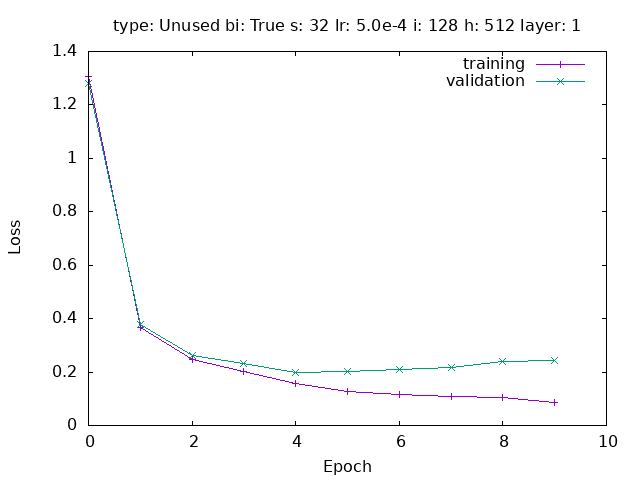 type: Unused bi: True s: 32 lr: 5.0e-4 i: 128 h: 512 layer: 1
training
validation
1.4
1.2
1
0.8
0.6
0.4
0.2
0
Loss
0 2 4 6 8 10
Epoch